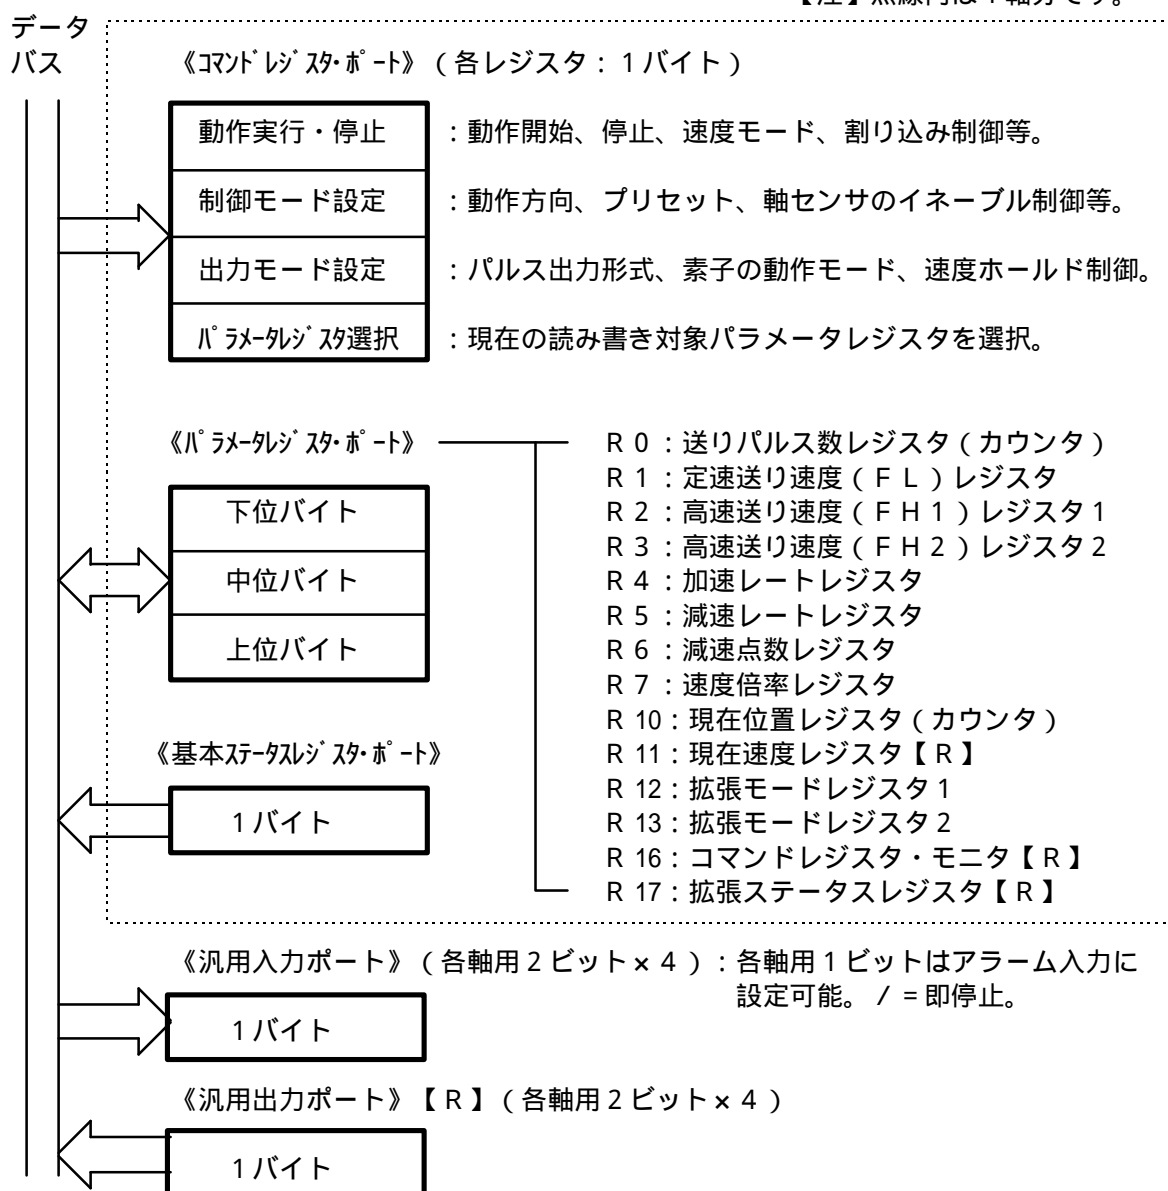 【注】点線内は１軸分です。
データ
バス
《ｺﾏﾝﾄﾞﾚｼﾞｽﾀ･ﾎﾟｰﾄ》（各レジスタ：１バイト）
動作実行・停止 ：動作開始、停止、速度モード、割り込み制御等。
制御モード設定 ：動作方向、プリセット、軸センサのイネーブル制御等。
出力モード設定 ：パルス出力形式、素子の動作モード、速度ホールド制御。
ﾊﾟﾗﾒｰﾀﾚｼﾞｽﾀ選択 ：現在の読み書き対象パラメータレジスタを選択。
《ﾊﾟﾗﾒｰﾀﾚｼﾞｽﾀ･ﾎﾟｰﾄ》
下位バイト
中位バイト
上位バイト
Ｒ０：送りパルス数レジスタ（カウンタ）
Ｒ１：定速送り速度（ＦＬ）レジスタ
Ｒ２：高速送り速度（ＦＨ１）レジスタ１
Ｒ３：高速送り速度（ＦＨ２）レジスタ２
Ｒ４：加速レートレジスタ
Ｒ５：減速レートレジスタ
Ｒ６：減速点数レジスタ
Ｒ７：速度倍率レジスタ
Ｒ10：現在位置レジスタ（カウンタ）
Ｒ11：現在速度レジスタ【Ｒ】
Ｒ12：拡張モードレジスタ１
Ｒ13：拡張モードレジスタ２
Ｒ16：コマンドレジスタ・モニタ【Ｒ】
Ｒ17：拡張ステータスレジスタ【Ｒ】
《基本ｽﾃｰﾀｽﾚｼﾞｽﾀ･ﾎﾟｰﾄ》
１バイト
《汎用入力ポート》（各軸用２ビット×４）：各軸用１ビットはアラーム入力に
設定可能。／＝即停止。
１バイト
《汎用出力ポート》【Ｒ】（各軸用２ビット×４）
１バイト